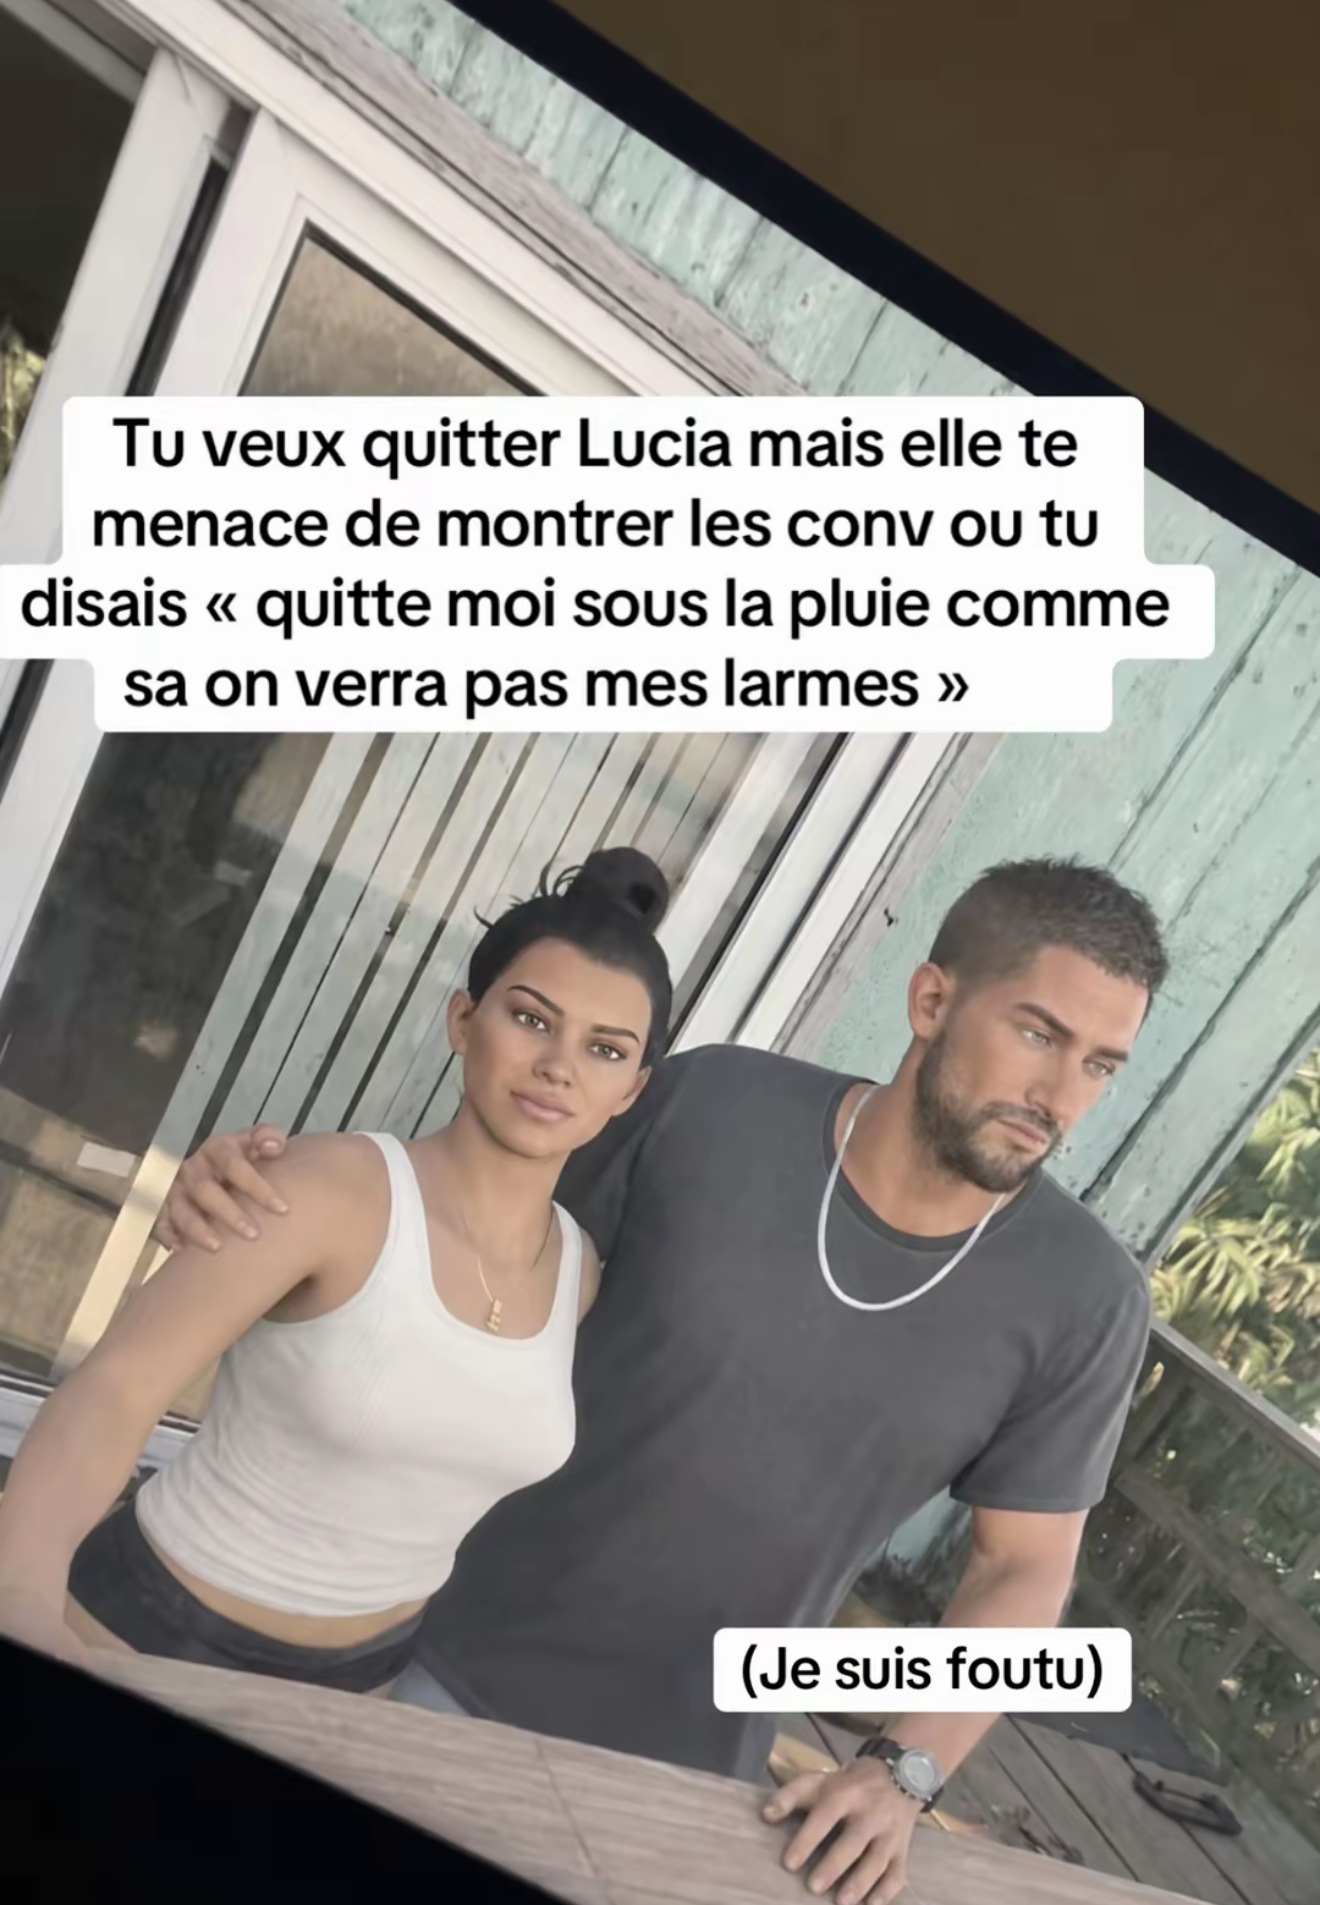 Tu veux quitter Lucia mais elle te
menace de montrer les conv ou tu
disais « quitte moi sous la pluie comme
sa on verra pas mes larmes »
(Je suis foutu)